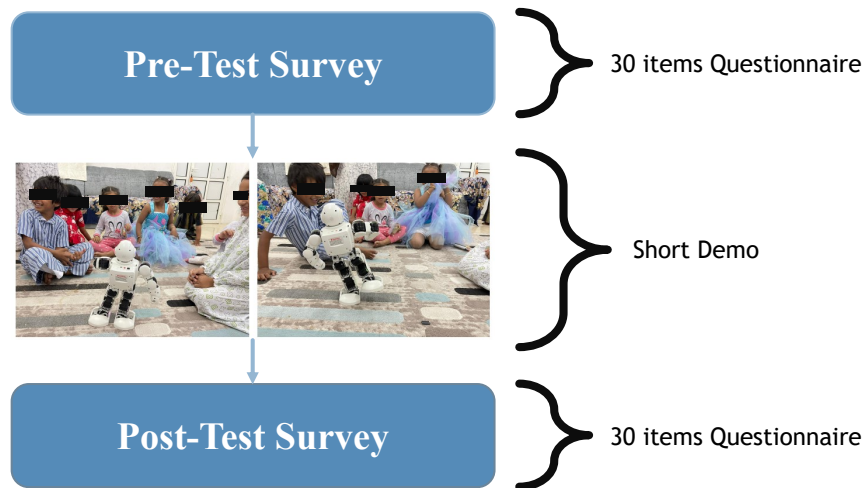 Pre-Test Survey
30 items Questionnaire
Short Demo
Post-Test Survey
30 items Questionnaire